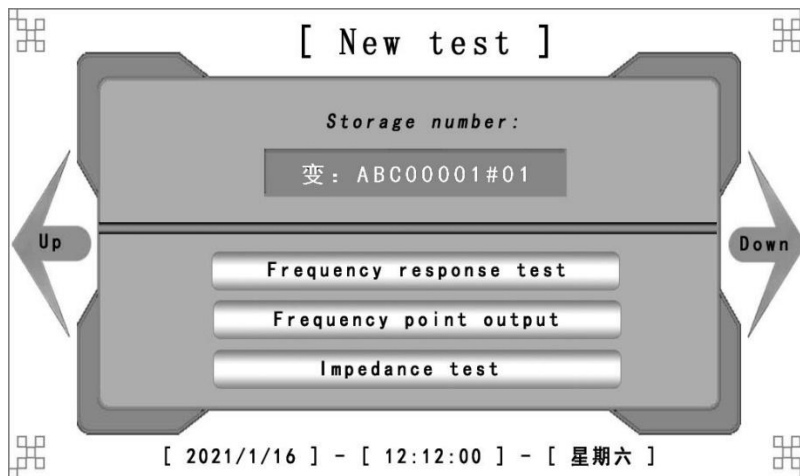 [ New test ]
Storage number:
变：ABC00001#01
Up
Down
Frequency response test
Frequency point output
Impedance test
[ 2021/1/16 ] - [ 12:12:00 ] - [ 星期六 ]